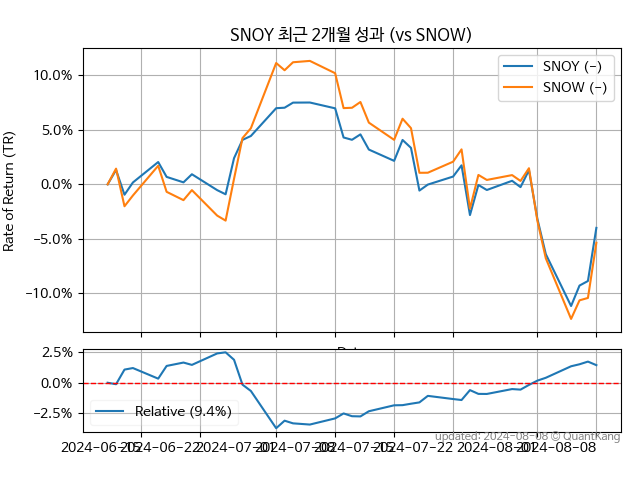 SNOY 최근 2개월 성과 (vs SNOW)
SNOY (-)
SNOW (-)
Rate of Return (TR)
10.0%
5.0%
0.0%
−5.0%
−10.0%
2.5%
0.0%
−2.5%
Relative (9.4%)
updated: 2024-08-08 © QuantKang
2024-06-15
2024-06-22
2024-07-01
2024-07-08
2024-07-15
2024-07-22
2024-08-01
2024-08-08